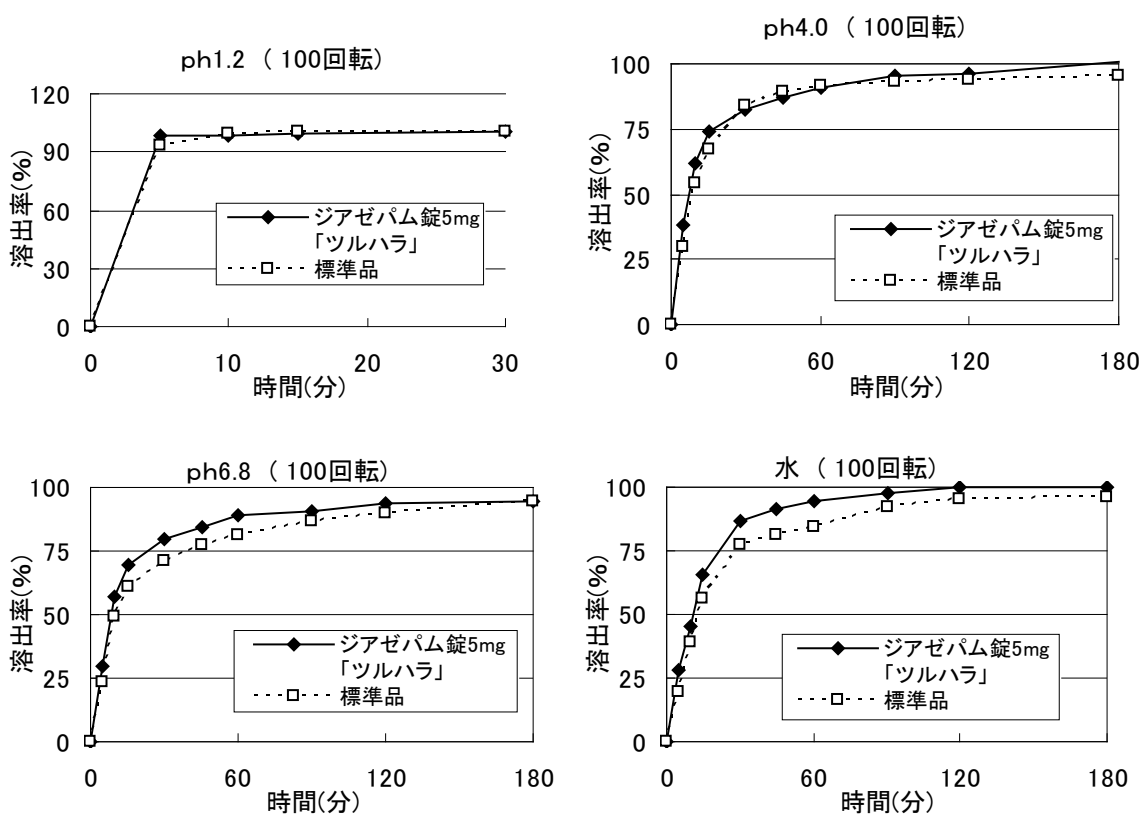 ph1.2 （ 100回転）
120
90
60
30
0
溶出率(%)
0
10
20
30
時間(分)
ジアゼパム錠5mg
「ツルハラ」
標準品
ph4.0 （ 100回転）
100
75
50
25
0
溶出率(%)
0
60
120
180
時間(分)
ジアゼパム錠5mg
「ツルハラ」
標準品
ph6.8 （ 100回転）
100
75
50
25
0
溶出率(%)
0
60
120
180
時間(分)
ジアゼパム錠5mg
「ツルハラ」
標準品
水 （ 100回転）
100
75
50
25
0
溶出率(%)
0
60
120
180
時間(分)
ジアゼパム錠5mg
「ツルハラ」
標準品